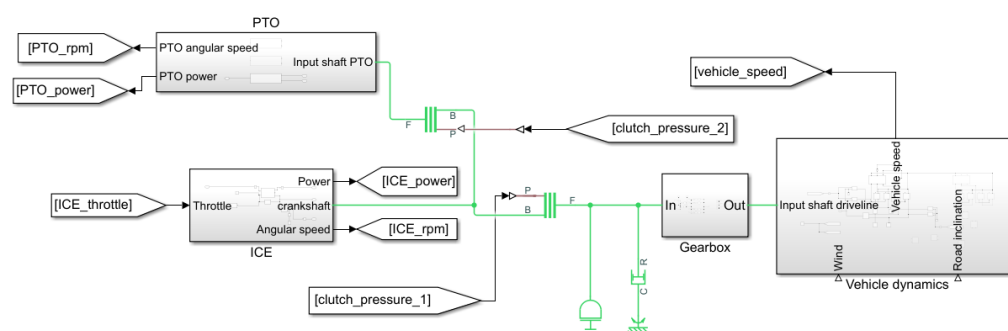 PTO
[PTO_rpm]
PTO angular speed
Input shaft PTO
PTO power
[PTO_power]
[vehicle_speed]
B
F
P
[clutch_pressure_2]
Power
[ICE_power]
[ICE_throttle]
Throttle
crankshaft
Angular speed
[ICE_rpm]
ICE
P
F
B
In
Out
Gearbox
Input shaft driveline
Vehicle speed
Wind
Road inclination
Vehicle dynamics
R
C
[clutch_pressure_1]